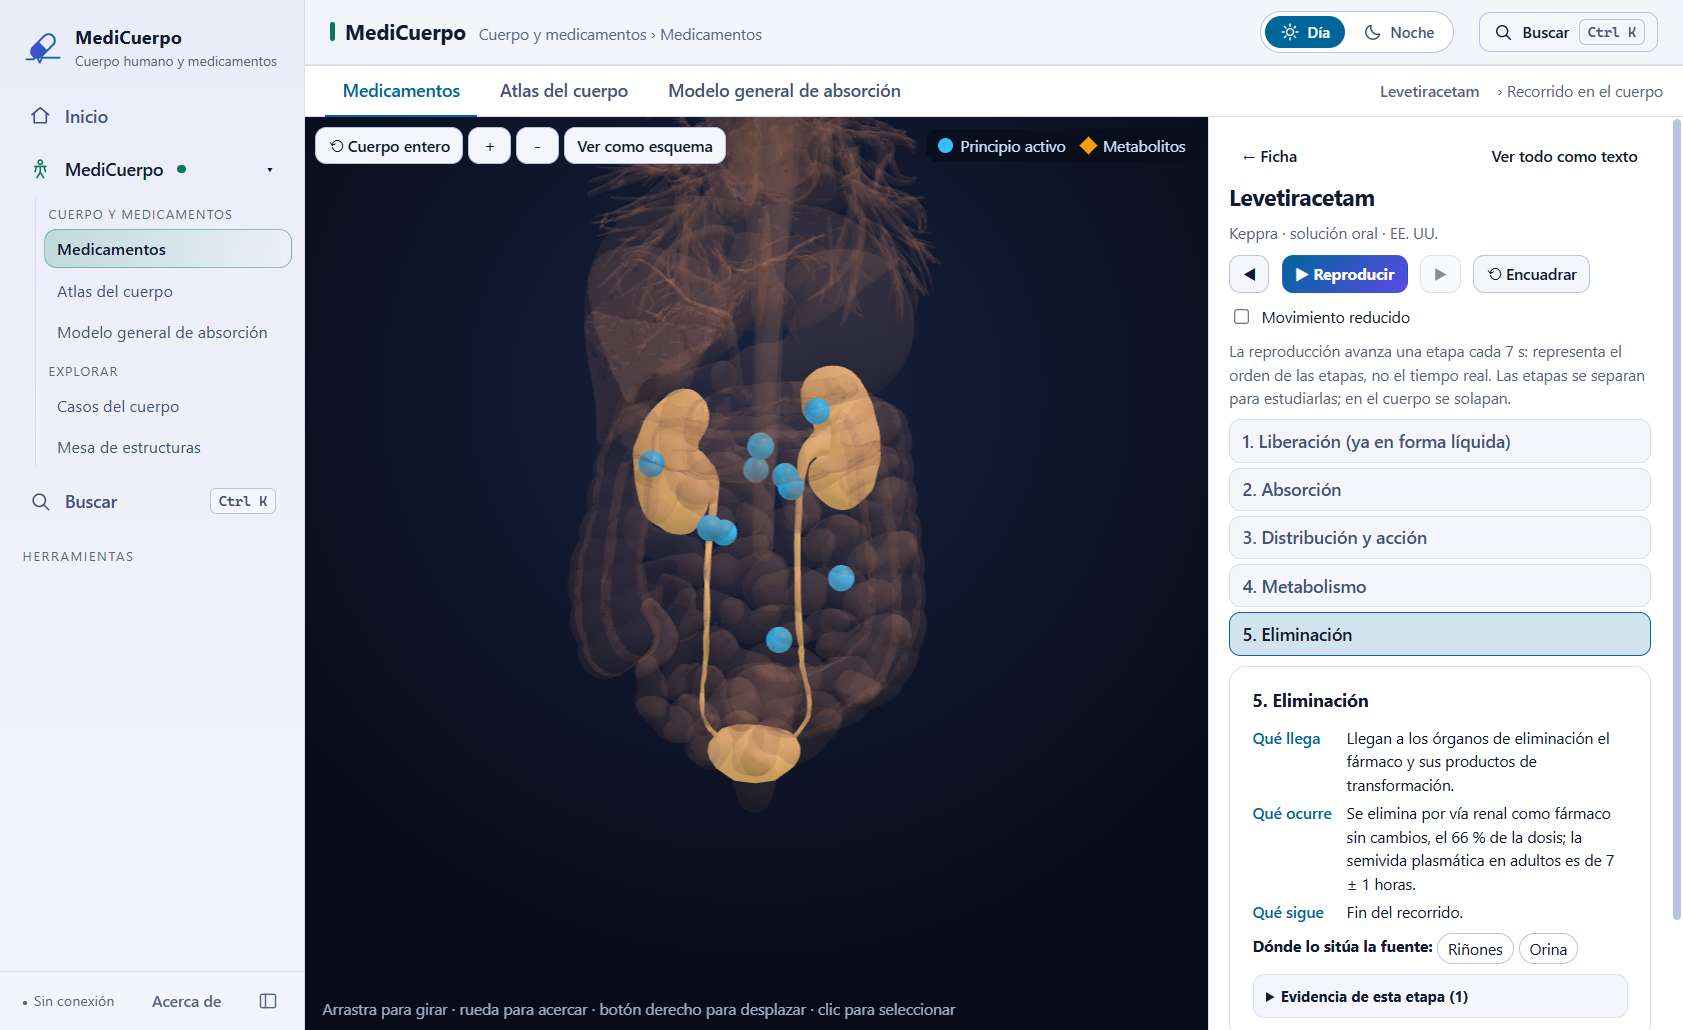 MediCuerpo
Cuerpo humano y medicamentos
Inicio
MediCuerpo
CUERPO Y MEDICAMENTOS
Medicamentos
Atlas del cuerpo
Modelo general de absorción
EXPLORAR
Casos del cuerpo
Mesa de estructuras
Buscar Ctrl K
HERRAMIENTAS
Sin conexión Acerca de
MediCuerpo Cuerpo y medicamentos › Medicamentos
Día Noche
Buscar Ctrl K
Medicamentos Atlas del cuerpo Modelo general de absorción
Levetiracetam › Recorrido en el cuerpo
Cuerpo entero + - Ver como esquema
Principio activo Metabolitos
Arrastra para girar · rueda para acercar · botón derecho para desplazar · clic para seleccionar
← Ficha Ver todo como texto
Levetiracetam
Keppra · solución oral · EE. UU.
◀ ▶ Reproducir ▶ Encuadrar
Movimiento reducido
La reproducción avanza una etapa cada 7 s: representa el
orden de las etapas, no el tiempo real. Las etapas se separan
para estudiarlas; en el cuerpo se solapan.
1. Liberación (ya en forma líquida)
2. Absorción
3. Distribución y acción
4. Metabolismo
5. Eliminación
5. Eliminación
Qué llega Llegan a los órganos de eliminación el
fármaco y sus productos de
transformación.
Qué ocurre Se elimina por vía renal como fármaco
sin cambios, el 66 % de la dosis; la
semivida plasmática en adultos es de 7
± 1 horas.
Qué sigue Fin del recorrido.
Dónde lo sitúa la fuente: Riñones Orina
▶ Evidencia de esta etapa (1)